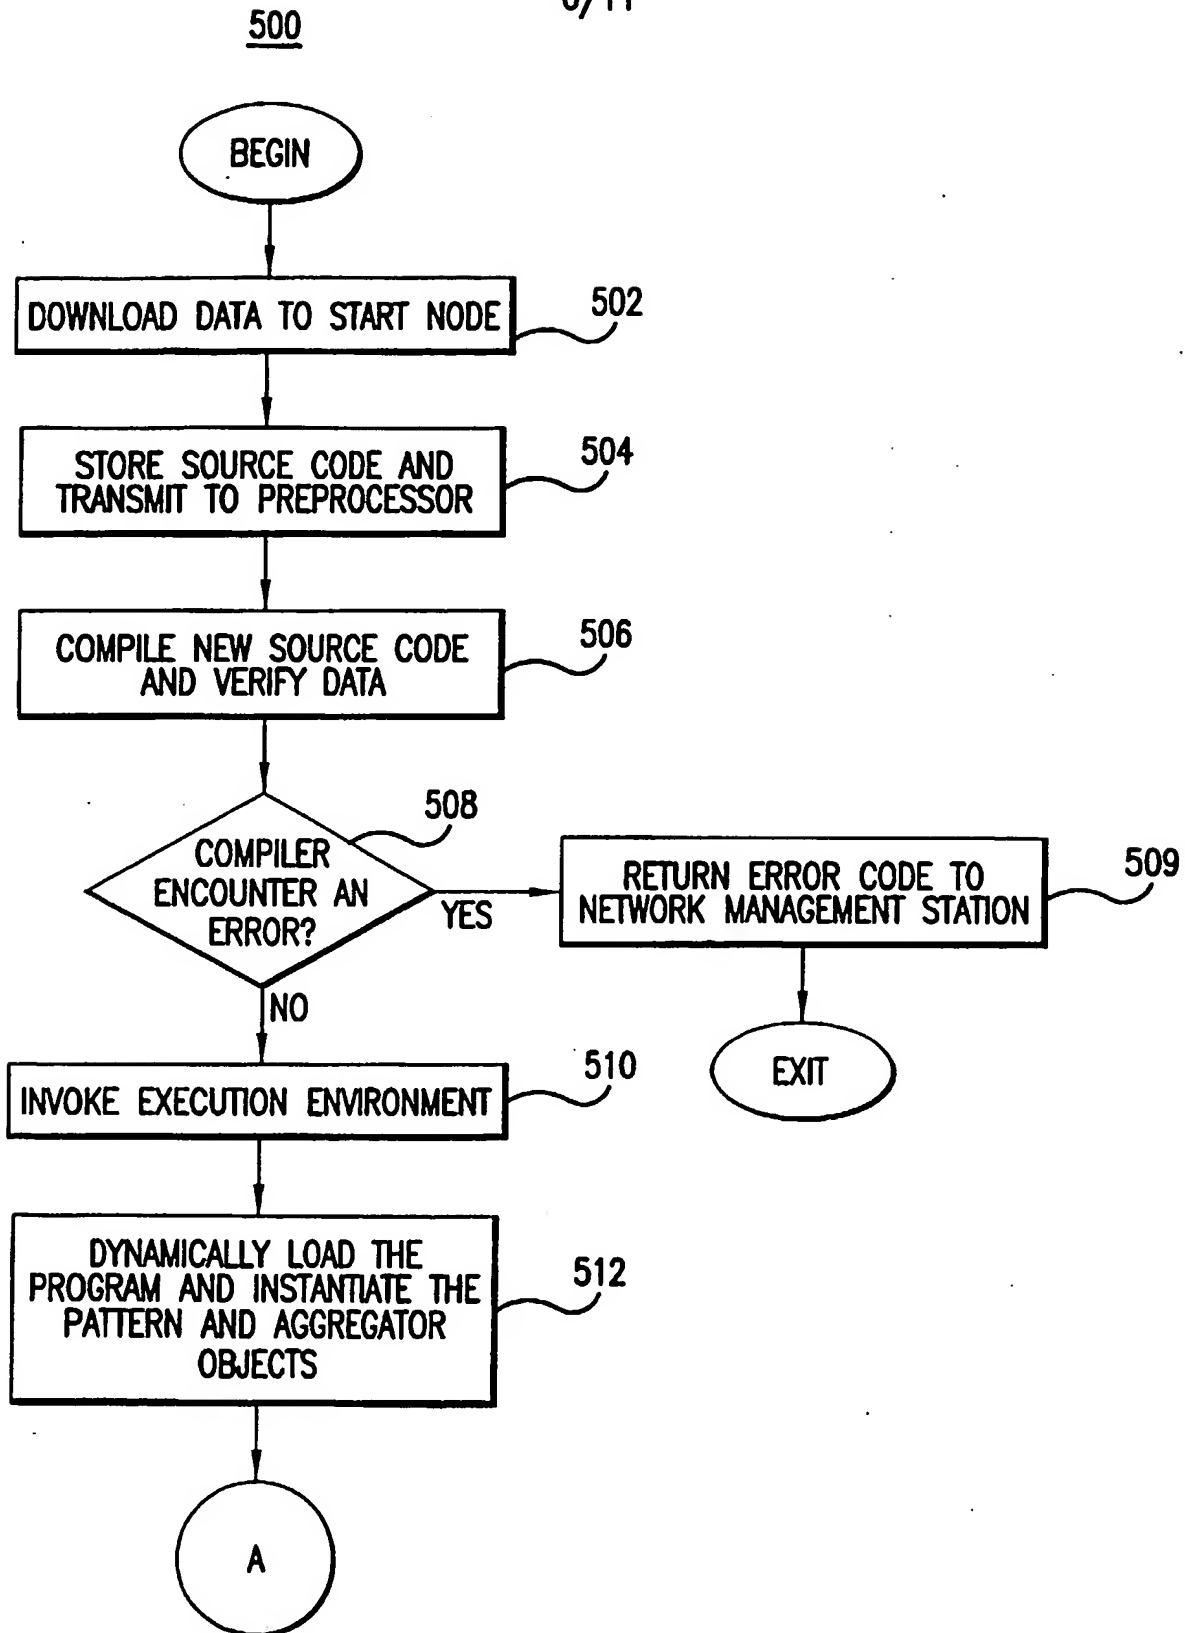 500
BEGIN
DOWNLOAD DATA TO START NODE
502
STORE SOURCE CODE AND
TRANSMIT TO PREPROCESSOR
504
COMPILE NEW SOURCE CODE
AND VERIFY DATA
506
COMPILER
ENCOUNTER AN
ERROR?
508
YES
RETURN ERROR CODE TO
NETWORK MANAGEMENT STATION
509
NO
EXIT
INVOKE EXECUTION ENVIRONMENT
510
DYNAMICALLY LOAD THE
PROGRAM AND INSTANTIATE THE
PATTERN AND AGGREGATOR
OBJECTS
512
A